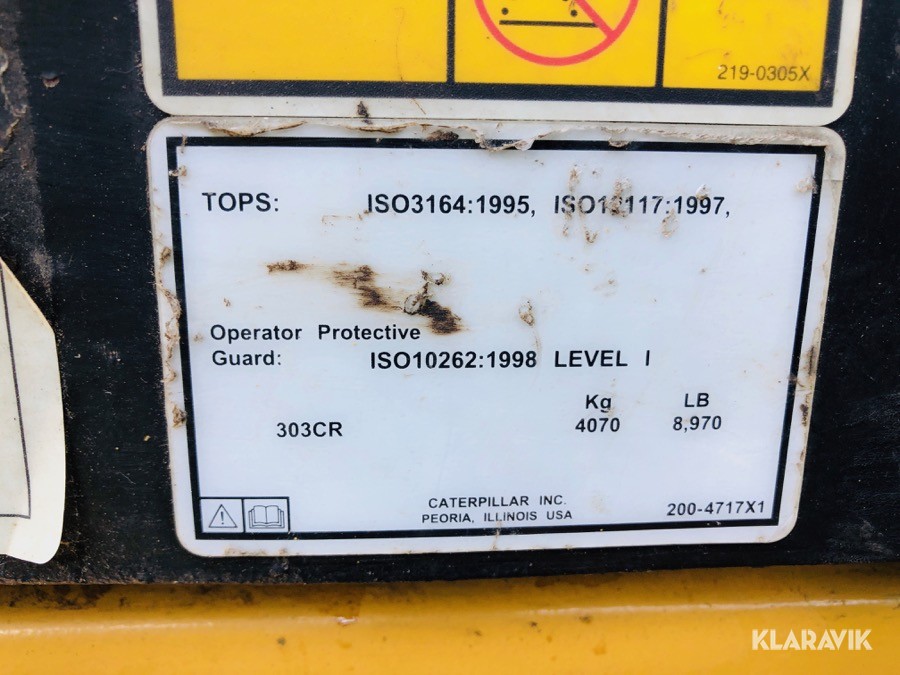 219-0305X
TOPS: ISO3164:1995, 
Operator Protective
Guard: ISO10262:1998 LEVEL I
Kg LB
303CR 4070 8,970
CATERPILLAR INC.
PEORIA, ILLINOIS USA
200-4717X1
KLARAVIK